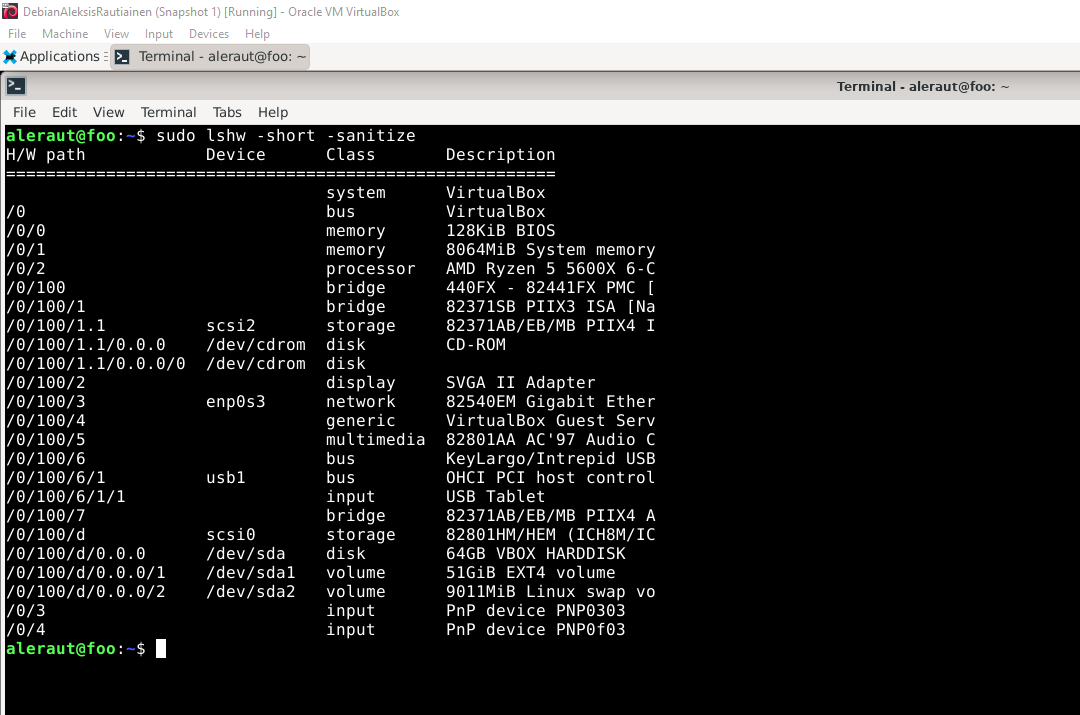 DebianAleksisRautiainen (Snapshot 1) [Running] - Oracle VM VirtualBox
File Machine View Input Devices Help
Applications Terminal - aleraut@foo: ~
Terminal - aleraut@foo: ~
File Edit View Terminal Tabs Help
aleraut@foo:~$ sudo lshw -short -sanitize
H/W path            Device      Class       Description
=======================================================
                                system      VirtualBox
/0                              bus         VirtualBox
/0/0                            memory      128KiB BIOS
/0/1                            memory      8064MiB System memory
/0/2                            processor   AMD Ryzen 5 5600X 6-C
/0/100                          bridge      440FX - 82441FX PMC [
/0/100/1                        bridge      82371SB PIIX3 ISA [Na
/0/100/1.1          scsi2       storage     82371AB/EB/MB PIIX4 I
/0/100/1.1/0.0.0    /dev/cdrom  disk        CD-ROM
/0/100/1.1/0.0.0/0  /dev/cdrom  disk
/0/100/2                        display     SVGA II Adapter
/0/100/3            enp0s3      network     82540EM Gigabit Ether
/0/100/4                        generic     VirtualBox Guest Serv
/0/100/5                        multimedia  82801AA AC'97 Audio C
/0/100/6                        bus         KeyLargo/Intrepid USB
/0/100/6/1          usb1        bus         OHCI PCI host control
/0/100/6/1/1                    input       USB Tablet
/0/100/7                        bridge      82371AB/EB/MB PIIX4 A
/0/100/d            scsi0       storage     82801HM/HEM (ICH8M/IC
/0/100/d/0.0.0      /dev/sda    disk        64GB VBOX HARDDISK
/0/100/d/0.0.0/1    /dev/sda1   volume      51GiB EXT4 volume
/0/100/d/0.0.0/2    /dev/sda2   volume      9011MiB Linux swap vo
/0/3                            input       PnP device PNP0303
/0/4                            input       PnP device PNP0f03
aleraut@foo:~$